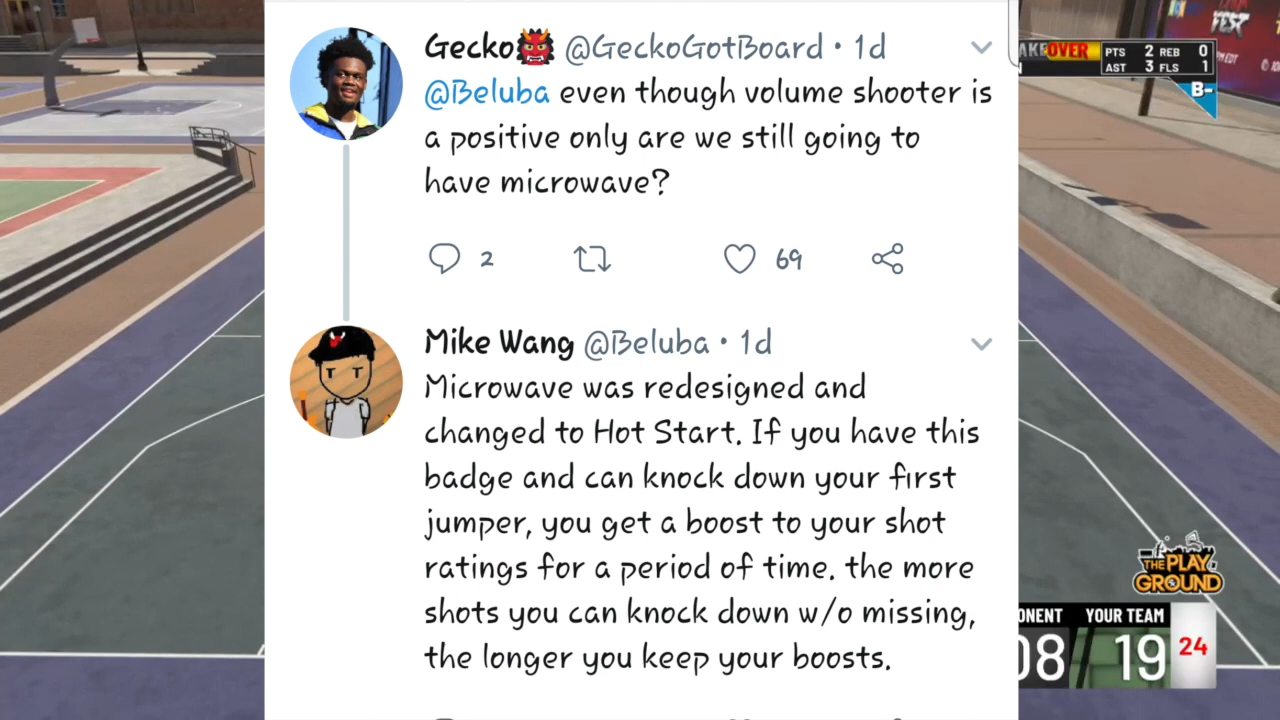 Gecko👹 @GeckoGotBoard • 1d
@Beluba even though volume shooter is
a positive only are we still going to
have microwave?
2 69
Mike Wang @Beluba • 1d
Microwave was redesigned and
changed to Hot Start. If you have this
badge and can knock down your first
jumper, you get a boost to your shot
ratings for a period of time. the more
shots you can knock down w/o missing,
the longer you keep your boosts.
AKEOVER PTS 2 REB 0
AST 3 FLS 1
B-
THE PLAY
GROUND
ONENT YOUR TEAM
08 19 24